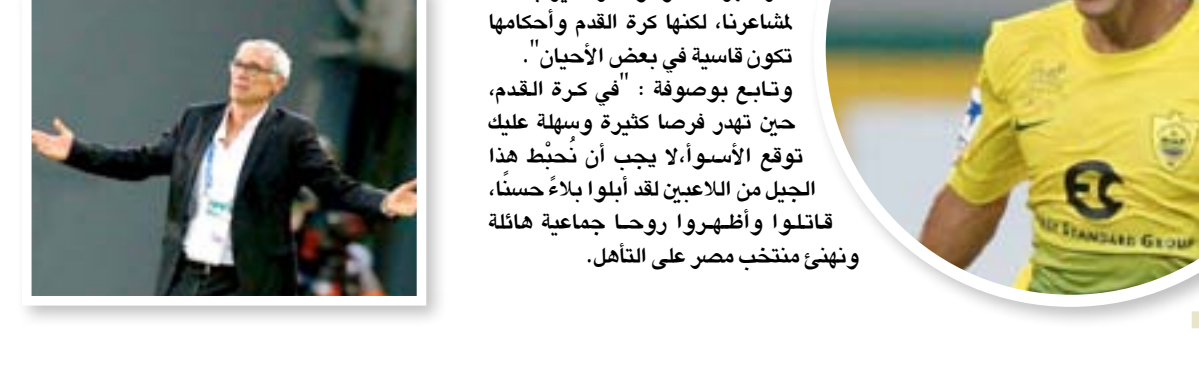 لمشاعرنا، لكنها كرة القدم وأحكامها
تكون قاسية في بعض الأحيان".
وتابع بوصوفة : "في كرة القدم،
حين تهدر فرصا كثيرة وسهلة عليك
توقع الأسوأ،لا يجب أن نُحبْط هذا
الجيل من اللاعبين لقد أبلوا بلاءً حسنًا،
قاتلوا وأظهروا روحا جماعية هائلة
ونهنئ منتخب مصر على التأهل.
STANDARD GROUP